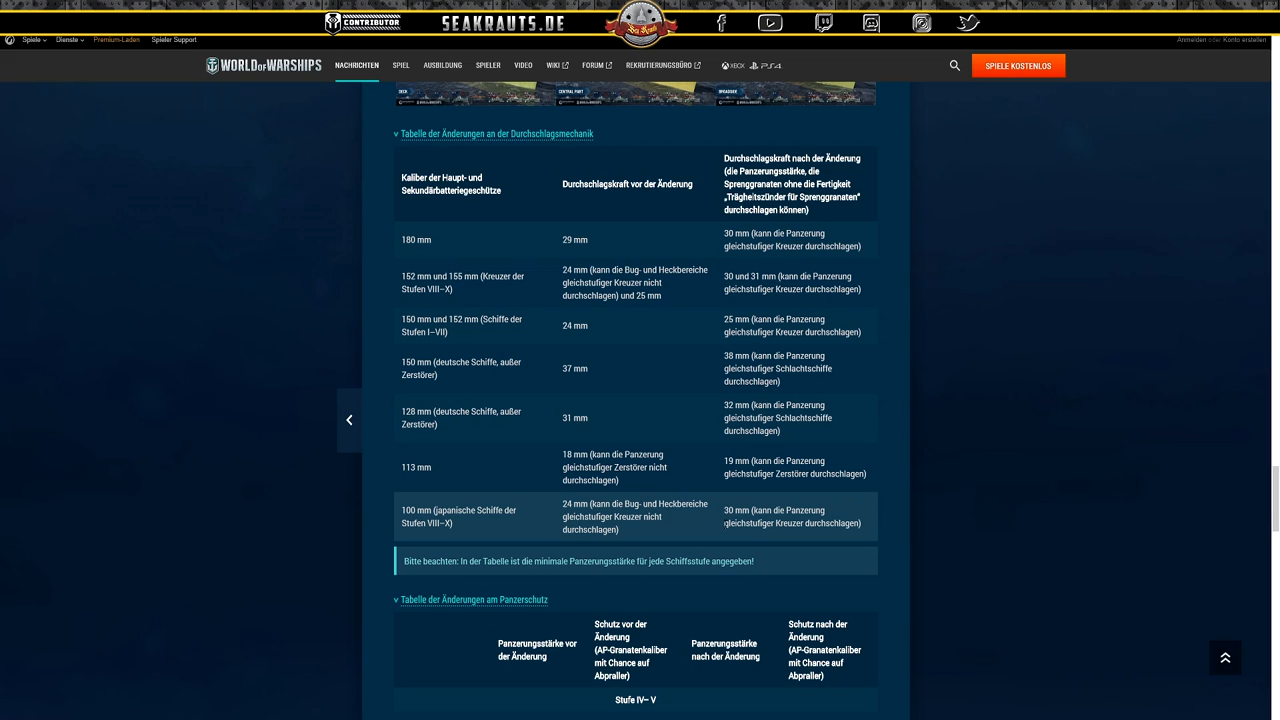 CONTRIBUTOR
SEAKRAUTS.DE
Sea Krauts
Spiele
Dienste
Premium-Laden
Spieler Support
Anmelden oder Konto erstellen
WORLD OF WARSHIPS
NACHRICHTEN
SPIEL
AUSBILDUNG
SPIELER
VIDEO
WIKI
FORUM
REKRUTIERUNGSBÜRO
XBOX
PS4
SPIELE KOSTENLOS
DECK
CENTRAL PART
BROADSIDE
Tabelle der Änderungen an der Durchschlagsmechanik
Kaliber der Haupt- und
Sekundärbatteriegeschütze
Durchschlagskraft vor der Änderung
Durchschlagskraft nach der Änderung
(die Panzerungsstärke, die
Sprenggranaten ohne die Fertigkeit
„Trägheitszünder für Sprenggranaten“
durchschlagen können)
180 mm
29 mm
30 mm (kann die Panzerung
gleichstufiger Kreuzer durchschlagen)
152 mm und 155 mm (Kreuzer der
Stufen VIII–X)
24 mm (kann die Bug- und Heckbereiche
gleichstufiger Kreuzer nicht
durchschlagen) und 25 mm
30 und 31 mm (kann die Panzerung
gleichstufiger Kreuzer durchschlagen)
150 mm und 152 mm (Schiffe der
Stufen I–VII)
24 mm
25 mm (kann die Panzerung
gleichstufiger Kreuzer durchschlagen)
150 mm (deutsche Schiffe, außer
Zerstörer)
37 mm
38 mm (kann die Panzerung
gleichstufiger Schlachtschiffe
durchschlagen)
128 mm (deutsche Schiffe, außer
Zerstörer)
31 mm
32 mm (kann die Panzerung
gleichstufiger Schlachtschiffe
durchschlagen)
113 mm
18 mm (kann die Panzerung
gleichstufiger Zerstörer nicht
durchschlagen)
19 mm (kann die Panzerung
gleichstufiger Zerstörer durchschlagen)
100 mm (japanische Schiffe der
Stufen VIII–X)
24 mm (kann die Bug- und Heckbereiche
gleichstufiger Kreuzer nicht
durchschlagen)
30 mm (kann die Panzerung
gleichstufiger Kreuzer durchschlagen)
Bitte beachten: In der Tabelle ist die minimale Panzerungsstärke für jede Schiffsstufe angegeben!
Tabelle der Änderungen am Panzerschutz
Panzerungsstärke vor
der Änderung
Schutz vor der
Änderung
(AP-Granatenkaliber
mit Chance auf
Abpraller)
Panzerungsstärke
nach der Änderung
Schutz nach der
Änderung
(AP-Granatenkaliber
mit Chance auf
Abpraller)
Stufe IV– V